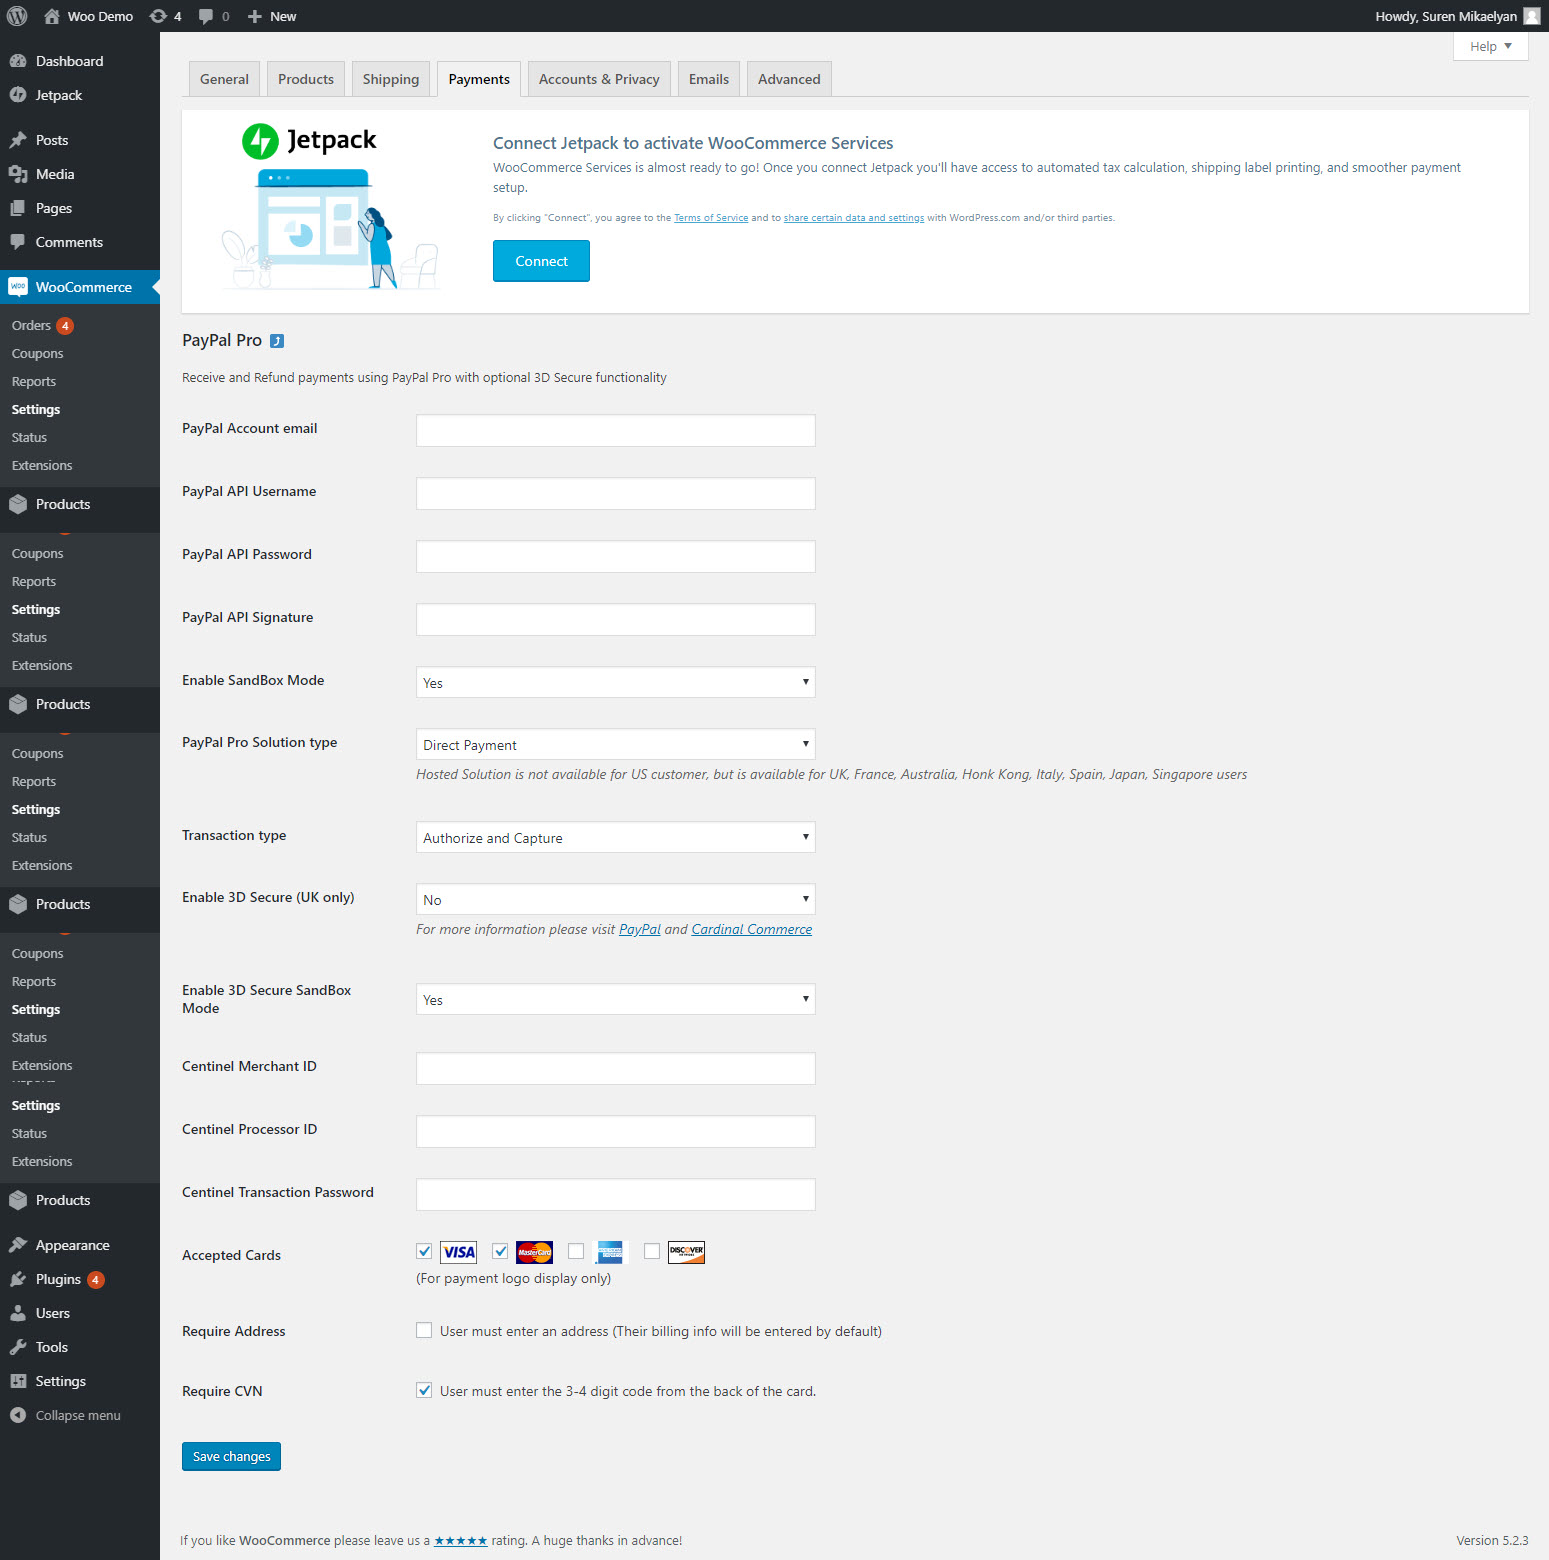 Woo Demo 4 0 New
Howdy, Suren Mikaelyan
Help
Dashboard
Jetpack
Posts
Media
Pages
Comments
WooCommerce
Orders 4
Coupons
Reports
Settings
Status
Extensions
Products
Coupons
Reports
Settings
Status
Extensions
Products
Coupons
Reports
Settings
Status
Extensions
Products
Coupons
Reports
Settings
Status
Extensions
Settings
Status
Extensions
Products
Appearance
Plugins 4
Users
Tools
Settings
Collapse menu
General Products Shipping Payments Accounts & Privacy Emails Advanced
Jetpack
Connect Jetpack to activate WooCommerce Services
WooCommerce Services is almost ready to go! Once you connect Jetpack you'll have access to automated tax calculation, shipping label printing, and smoother payment
setup.
By clicking "Connect", you agree to the Terms of Service and to share certain data and settings with WordPress.com and/or third parties.
Connect
PayPal Pro
Receive and Refund payments using PayPal Pro with optional 3D Secure functionality
PayPal Account email
PayPal API Username
PayPal API Password
PayPal API Signature
Enable SandBox Mode
Yes
PayPal Pro Solution type
Direct Payment
Hosted Solution is not available for US customer, but is available for UK, France, Australia, Honk Kong, Italy, Spain, Japan, Singapore users
Transaction type
Authorize and Capture
Enable 3D Secure (UK only)
No
For more information please visit PayPal and Cardinal Commerce
Enable 3D Secure SandBox
Mode
Yes
Centinel Merchant ID
Centinel Processor ID
Centinel Transaction Password
Accepted Cards
VISA MasterCard DISCOVER
(For payment logo display only)
Require Address
User must enter an address (Their billing info will be entered by default)
Require CVN
User must enter the 3-4 digit code from the back of the card.
Save changes
If you like WooCommerce please leave us a ★★★★★ rating. A huge thanks in advance!
Version 5.2.3